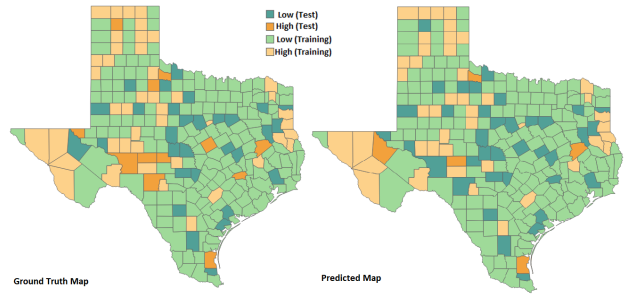 Low (Test)
High (Test)
Low (Training)
High (Training)
Ground Truth Map
Predicted Map